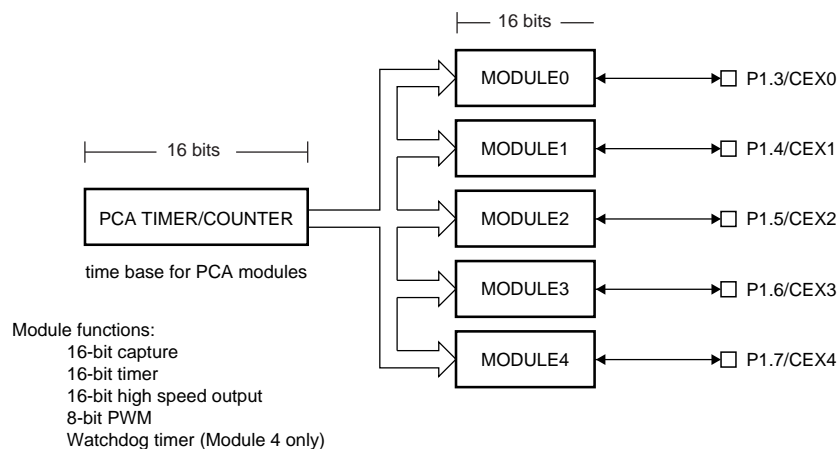 16 bits
MODULE0
P1.3/CEX0
MODULE1
P1.4/CEX1
16 bits
PCA TIMER/COUNTER
MODULE2
P1.5/CEX2
time base for PCA modules
MODULE3
P1.6/CEX3
MODULE4
P1.7/CEX4
Module functions:
16-bit capture
16-bit timer
16-bit high speed output
8-bit PWM
Watchdog timer (Module 4 only)